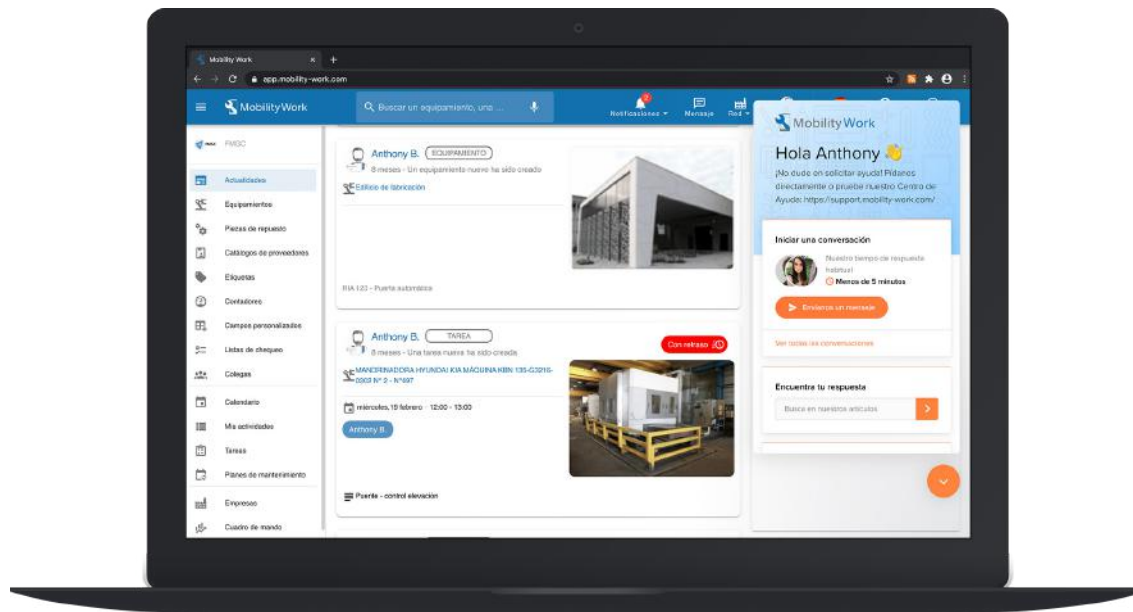 Mobility Work
app.mobility-work.com
MobilityWork
Buscar un equipamiento, una ...
2
Notificaciones
Mensaje
Red
FMGC
Actualidades
Equipamientos
Piezas de repuesto
Catálogos de proveedores
Etiquetas
Contadores
Campos personalizados
Listas de chequeo
Colegas
Calendario
Mis actividades
Tareas
Planes de mantenimiento
Empresas
Cuadro de mando
Anthony B. EQUIPAMIENTO
8 meses - Un equipamiento nuevo ha sido creado
Edificio de fabricación
RIA 120 - Puerta automática
Anthony B. TAREA
8 meses - Una tarea nueva ha sido creada
Con retraso
MANDRINADORA HYUNDAI KIA MÁQUINA KBN 135-G3216-
miércoles, 19 febrero · 12:00 - 13:00
Anthony B.
Puente - control elevación
MobilityWork
Hola Anthony 👋
¡No dude en solicitar ayuda! Pídanos
directamente o pruebe nuestro Centro de
Ayuda: https://support.mobility-work.com/
Iniciar una conversación
Nuestro tiempo de respuesta
habitual
Menos de 5 minutos
Envíenos un mensaje
Ver todas las conversaciones
Encuentra tu respuesta
Busca en nuestros artículos